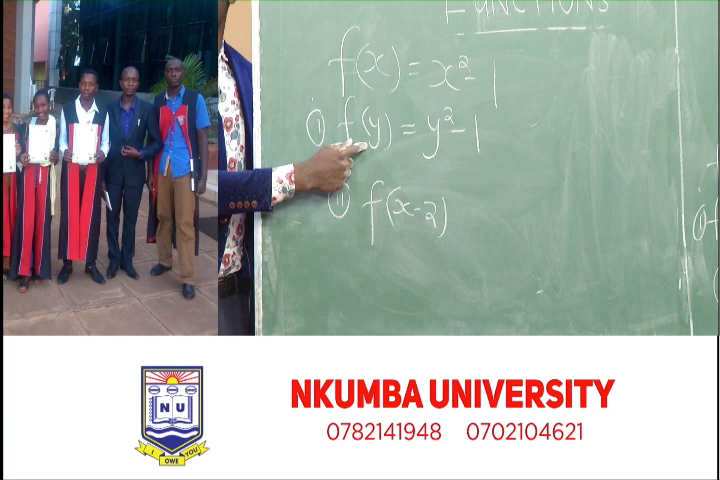 FUNCTIONS
f(x) = x² - 1
(i) f(y) = y² - 1
(ii) f(x-2)
NU
I OWE YOU
NKUMBA UNIVERSITY
0782141948 0702104621